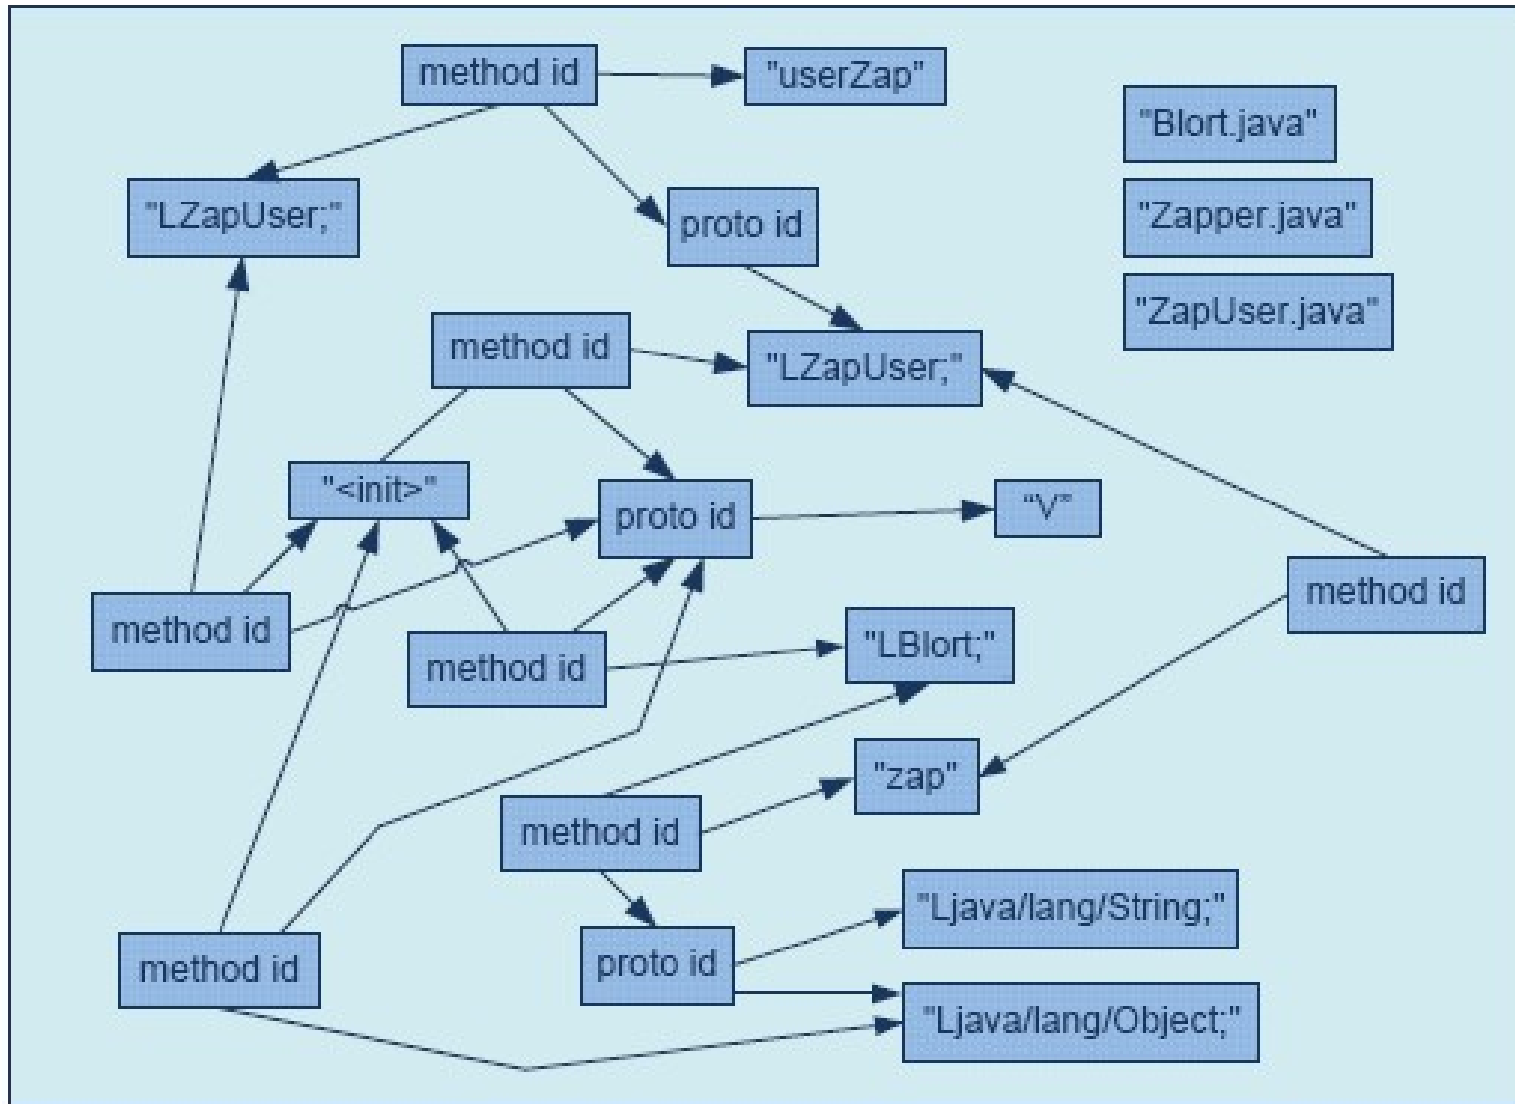 method id
"userZap"
"Blort.java"
"LZapUser;"
"Zapper.java"
proto id
"ZapUser.java"
method id
"LZapUser;"
"<init>"
proto id
“V”
method id
method id
"LBlort;"
method id
"zap"
method id
"Ljava/lang/String;"
method id
proto id
"Ljava/lang/Object;"